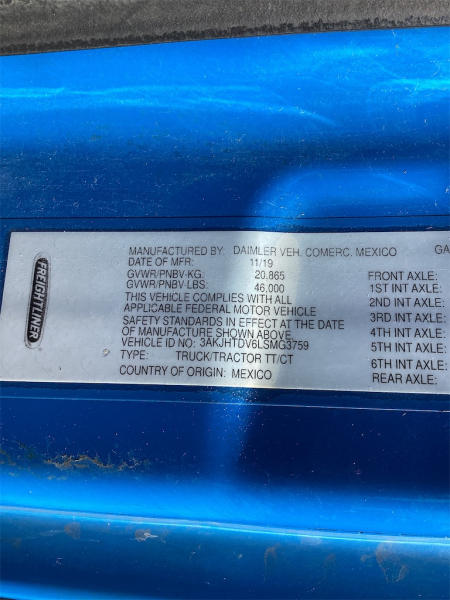 FREIGHTLINER
MANUFACTURED BY: DAIMLER VEH. COMERC. MEXICO GA
DATE OF MFR: 11/19
GVWR/PNBV-KG: 20.865 FRONT AXLE:
GVWR/PNBV-LBS: 46.000 1ST INT AXLE:
THIS VEHICLE COMPLIES WITH ALL 2ND INT AXLE:
APPLICABLE FEDERAL MOTOR VEHICLE 3RD INT AXLE:
SAFETY STANDARDS IN EFFECT AT THE DATE 4TH INT AXLE:
OF MANUFACTURE SHOWN ABOVE.
VEHICLE ID NO: 3AKJHTDV6LSMG3759 5TH INT AXLE:
TYPE: TRUCK/TRACTOR TT/CT 6TH INT AXLE:
COUNTRY OF ORIGIN: MEXICO REAR AXLE: